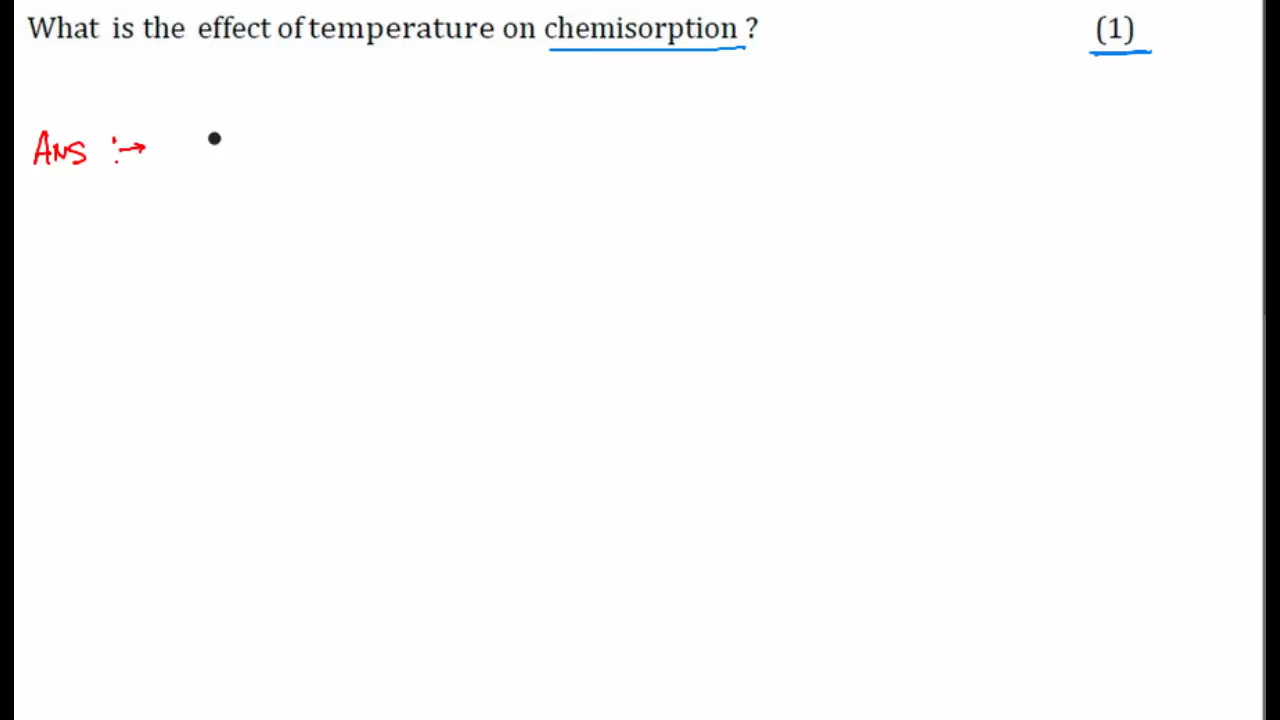 What is the effect of temperature on chemisorption ? (1)
Ans :→